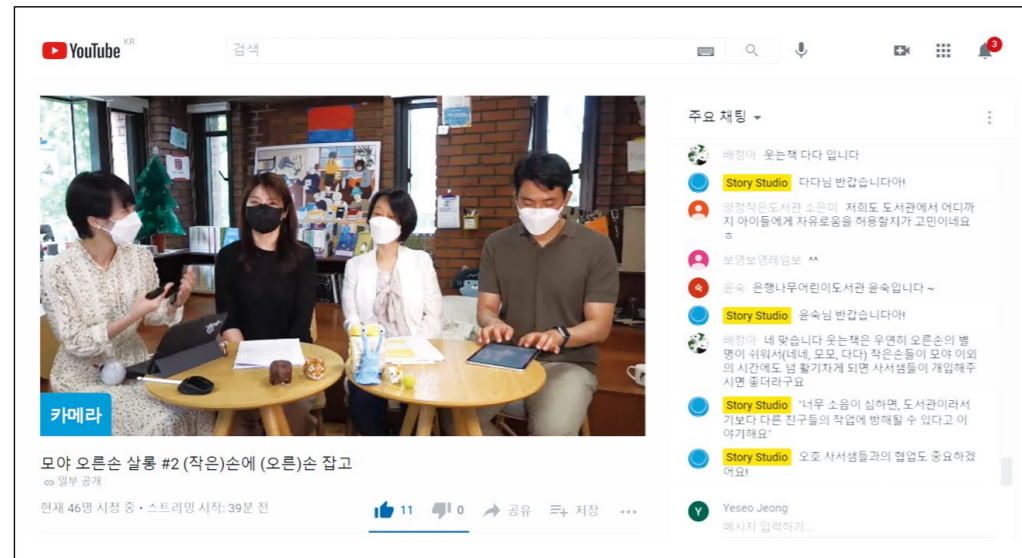 YouTube KR
검색
3
카메라
모야 오른손 살롱 #2 (작은)손에 (오른)손 잡고
일부 공개
현재 46명 시청 중 • 스트리밍 시작: 39분 전
11
0
공유
저장
주요 채팅
배정아 웃는책 다다 입니다
Story Studio 다다님 반갑습니다아!
양정작은도서관 소은미 저희도 도서관에서 어디까
지 아이들에게 자유로움을 허용할지가 고민이네요
ㅎ
보영보영레임보 ^^
숙
윤숙 은행나무어린이도서관 윤숙입니다 ~
Story Studio 윤숙님 반갑습니다아!
배정아 네 맞습니다 웃는책은 우연히 오른손의 별
명이 쉬워서(네네, 모모, 다다) 작은손들이 모야 이외
의 시간에도 넘 활기차게 되면 사서샘들이 개입해주
시면 좋더라구요
Story Studio "너무 소음이 심하면, 도서관이라서
기보다 다른 친구들의 작업에 방해될 수 있다고 이
야기해요"
Story Studio 오호 사서샘들과의 협업도 중요하겠
어요!
Y
Yeseo Jeong
메시지 입력하기...